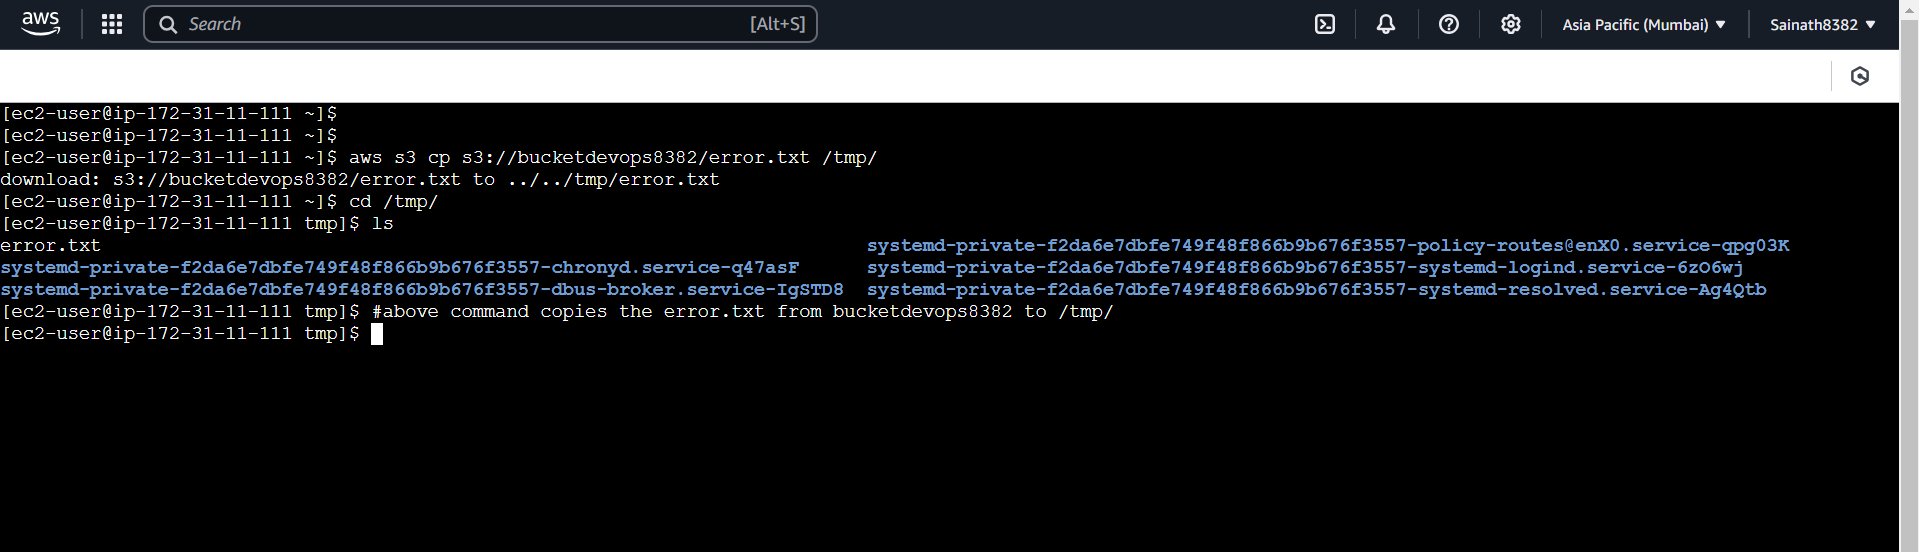 aws Search [Alt+S] Asia Pacific (Mumbai) Sainath8382
[ec2-user@ip-172-31-11-111 ~]$
[ec2-user@ip-172-31-11-111 ~]$
[ec2-user@ip-172-31-11-111 ~]$ aws s3 cp s3://bucketdevops8382/error.txt /tmp/
download: s3://bucketdevops8382/error.txt to ../../tmp/error.txt
[ec2-user@ip-172-31-11-111 ~]$ cd /tmp/
[ec2-user@ip-172-31-11-111 tmp]$ ls
error.txt systemd-private-f2da6e7dbfe749f48f866b9b676f3557-policy-routes@enX0.service-qpg03K
systemd-private-f2da6e7dbfe749f48f866b9b676f3557-chronyd.service-q47asF systemd-private-f2da6e7dbfe749f48f866b9b676f3557-systemd-logind.service-6zO6wj
systemd-private-f2da6e7dbfe749f48f866b9b676f3557-dbus-broker.service-IgSTD8 systemd-private-f2da6e7dbfe749f48f866b9b676f3557-systemd-resolved.service-Ag4Qtb
[ec2-user@ip-172-31-11-111 tmp]$ #above command copies the error.txt from bucketdevops8382 to /tmp/
[ec2-user@ip-172-31-11-111 tmp]$